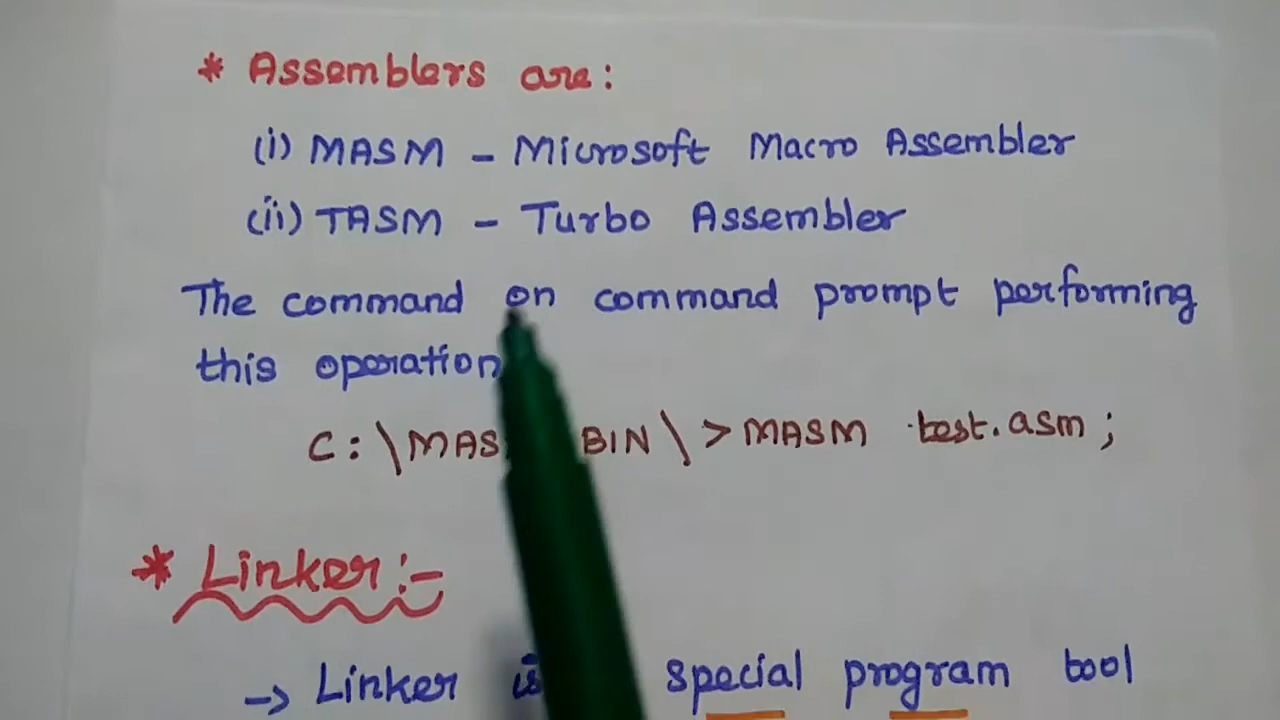 * Assemblers are:
(i) MASM - Microsoft Macro Assembler
(ii) TASM - Turbo Assembler
The command on command prompt performing
this operation
C:\MAS BIN\>MASM test.asm;
* Linker:-
-> Linker special program tool